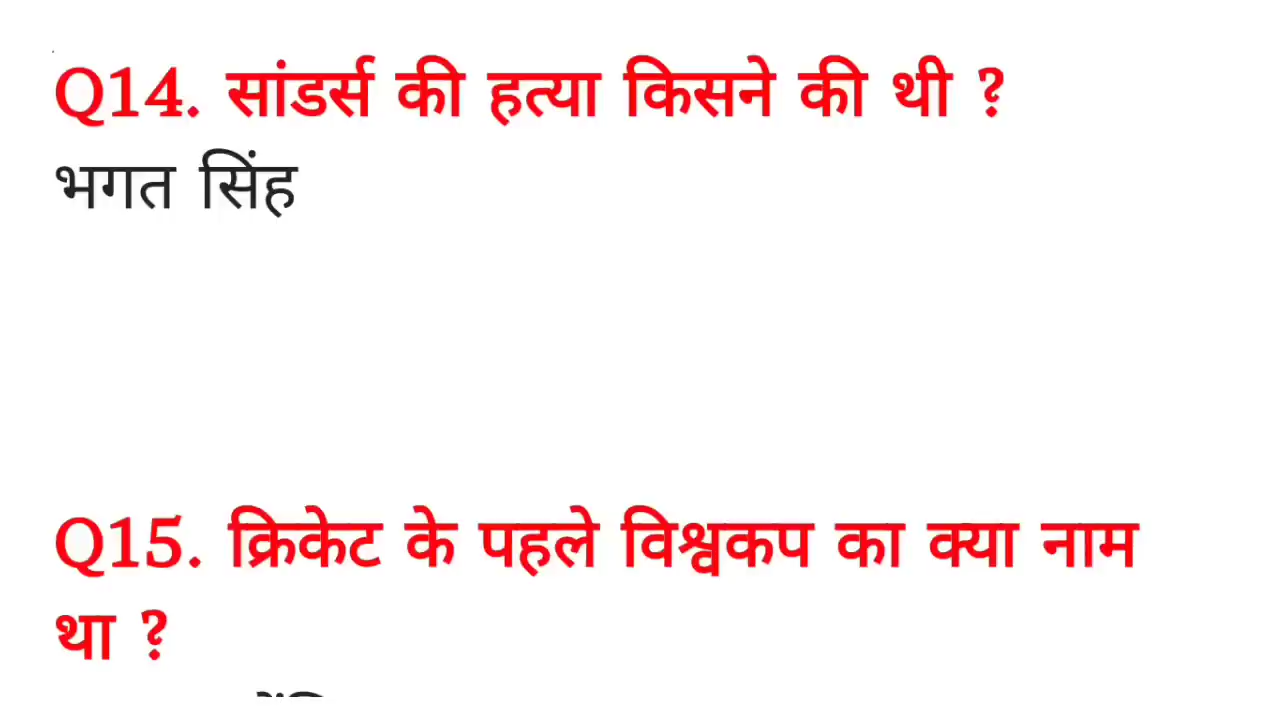 Q14. सांडर्स की हत्या किसने की थी ?
भगत सिंह
Q15. क्रिकेट के पहले विश्वकप का क्या नाम
था ?